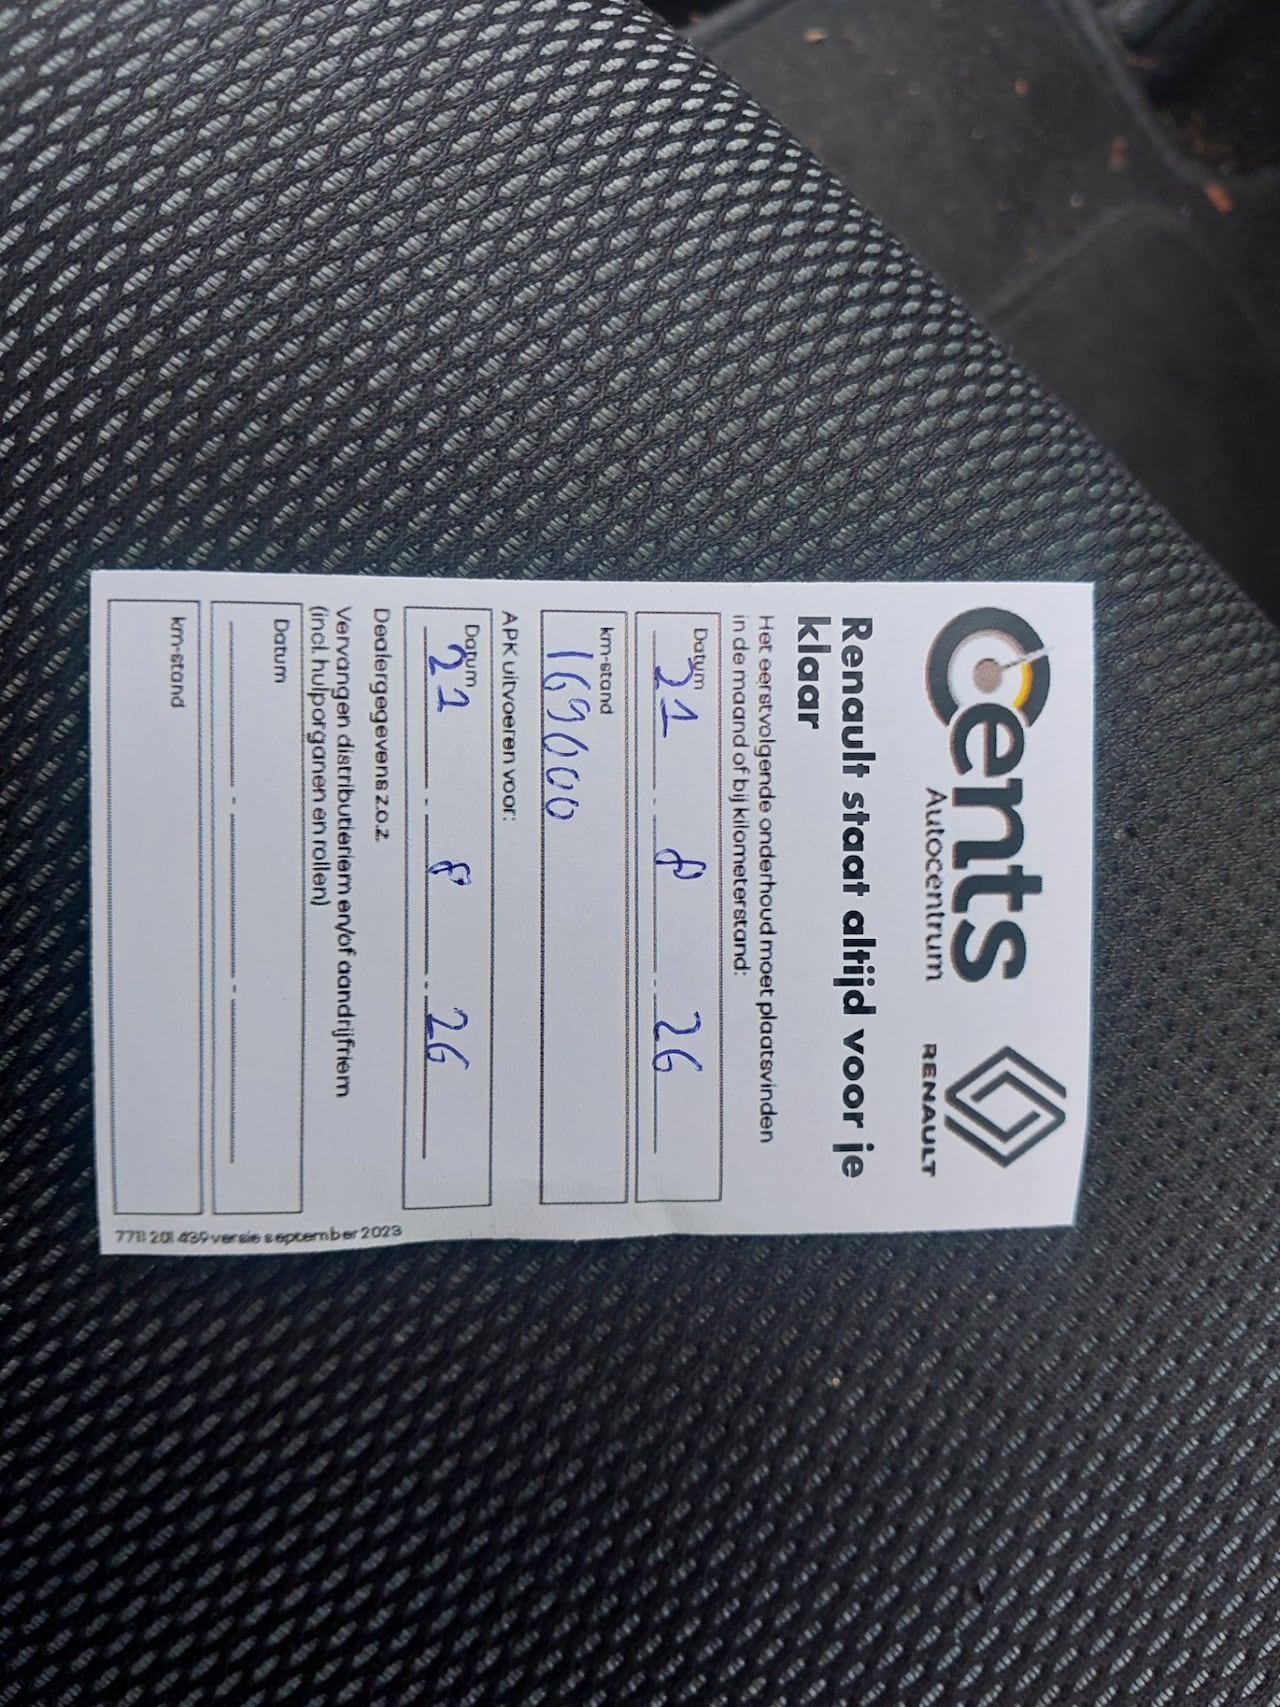 Cents
Autocentrum
RENAULT
Renault staat altijd voor je
klaar
Het eerstvolgende onderhoud moet plaatsvinden
in de maand of bij kilometerstand:
Datum
21 - 8 - 26
km-stand
169000
APK uitvoeren voor:
Datum
21 - 8 - 26
Dealergegevens z.o.z.
Vervangen distributieriem en/of aandrijfriem
(incl. hulporganen en rollen)
Datum
km-stand
7711 201 439 versie september 2023